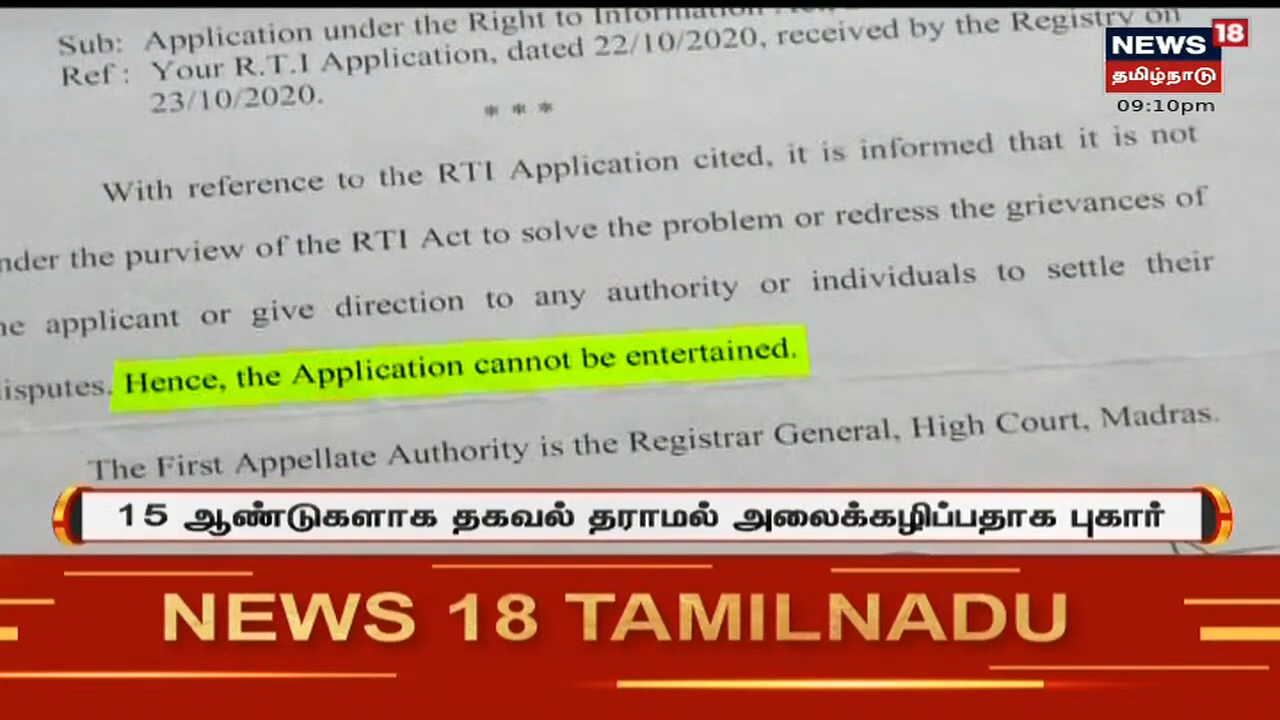 Sub: Application under the Right to Information
Ref : Your R.T.I Application, dated 22/10/2020, received by the Registry on
23/10/2020.
* * *
NEWS 18
தமிழ்நாடு
09:10pm
With reference to the RTI Application cited, it is informed that it is not
nder the purview of the RTI Act to solve the problem or redress the grievances of
he applicant or give direction to any authority or individuals to settle their
isputes. Hence, the Application cannot be entertained.
The First Appellate Authority is the Registrar General, High Court, Madras.
15 ஆண்டுகளாக தகவல் தராமல் அலைக்கழிப்பதாக புகார்
NEWS 18 TAMILNADU